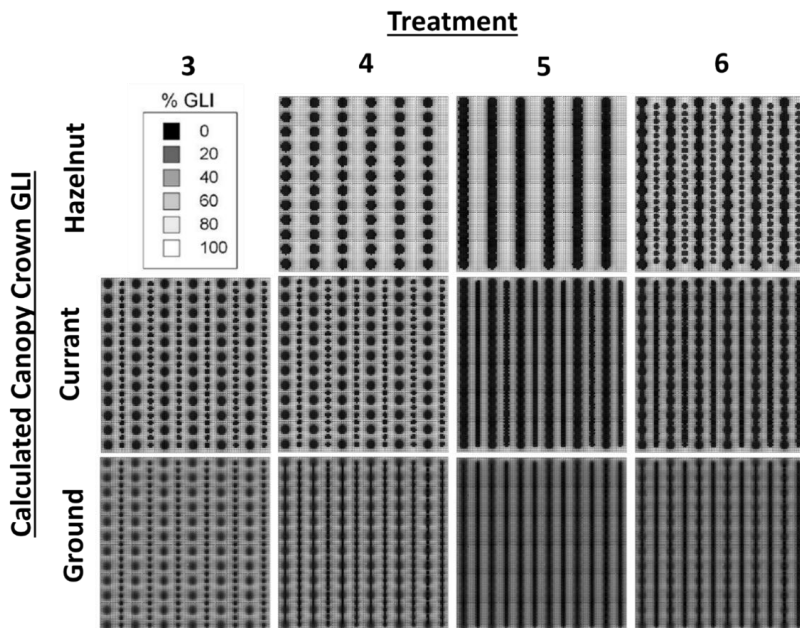 Treatment
3 4 5 6
% GLI
0
20
40
60
80
100
Calculated Canopy Crown GLI
Hazelnut
Currant
Ground